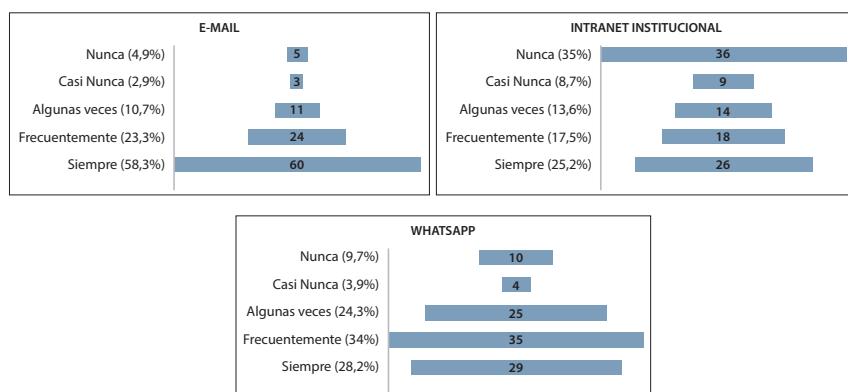 E-MAIL
Nunca (4,9%) 5
Casi Nunca (2,9%) 3
Algunas veces (10,7%) 11
Frecuentemente (23,3%) 24
Siempre (58,3%) 60
INTRANET INSTITUCIONAL
Nunca (35%) 36
Casi Nunca (8,7%) 9
Algunas veces (13,6%) 14
Frecuentemente (17,5%) 18
Siempre (25,2%) 26
WHATSAPP
Nunca (9,7%) 10
Casi Nunca (3,9%) 4
Algunas veces (24,3%) 25
Frecuentemente (34%) 35
Siempre (28,2%) 29